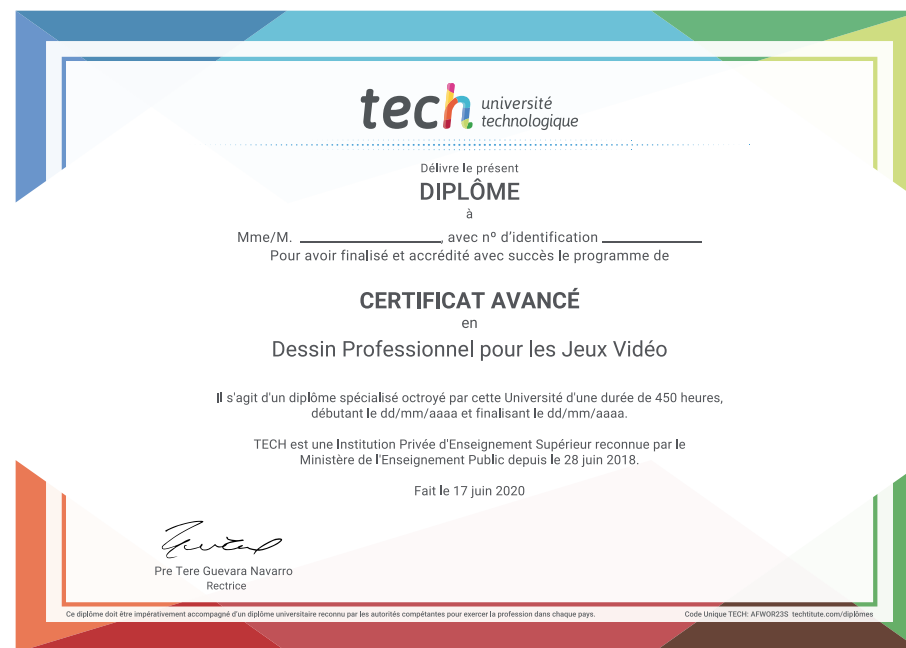 tech université
technologique
Délivre le présent
DIPLÔME
à
Mme/M. , avec nº d'identification
Pour avoir finalisé et accrédité avec succès le programme de
CERTIFICAT AVANCÉ
en
Dessin Professionnel pour les Jeux Vidéo
Il s'agit d'un diplôme spécialisé octroyé par cette Université d'une durée de 450 heures,
débutant le dd/mm/aaaa et finalisant le dd/mm/aaaa.
TECH est une Institution Privée d'Enseignement Supérieur reconnue par le
Ministère de l'Enseignement Public depuis le 28 juin 2018.
Fait le 17 juin 2020
Pre Tere Guevara Navarro
Rectrice
Ce diplôme doit être impérativement accompagné d'un diplôme universitaire reconnu par les autorités compétentes pour exercer la profession dans chaque pays. Code Unique TECH: AFWOR23S techtitute.com/diplômes